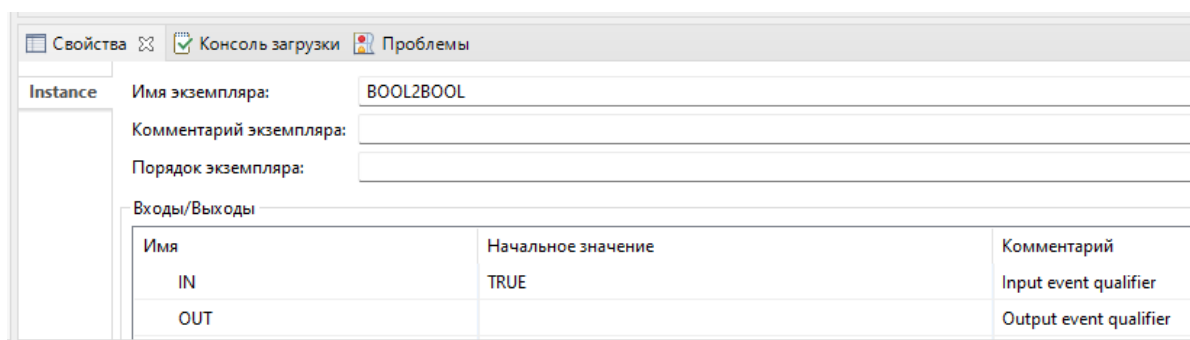 Свойства Консоль загрузки Проблемы
Instance Имя экземпляра: BOOL2BOOL
Комментарий экземпляра:
Порядок экземпляра:
Входы/Выходы
Имя Начальное значение Комментарий
IN TRUE Input event qualifier
OUT Output event qualifier